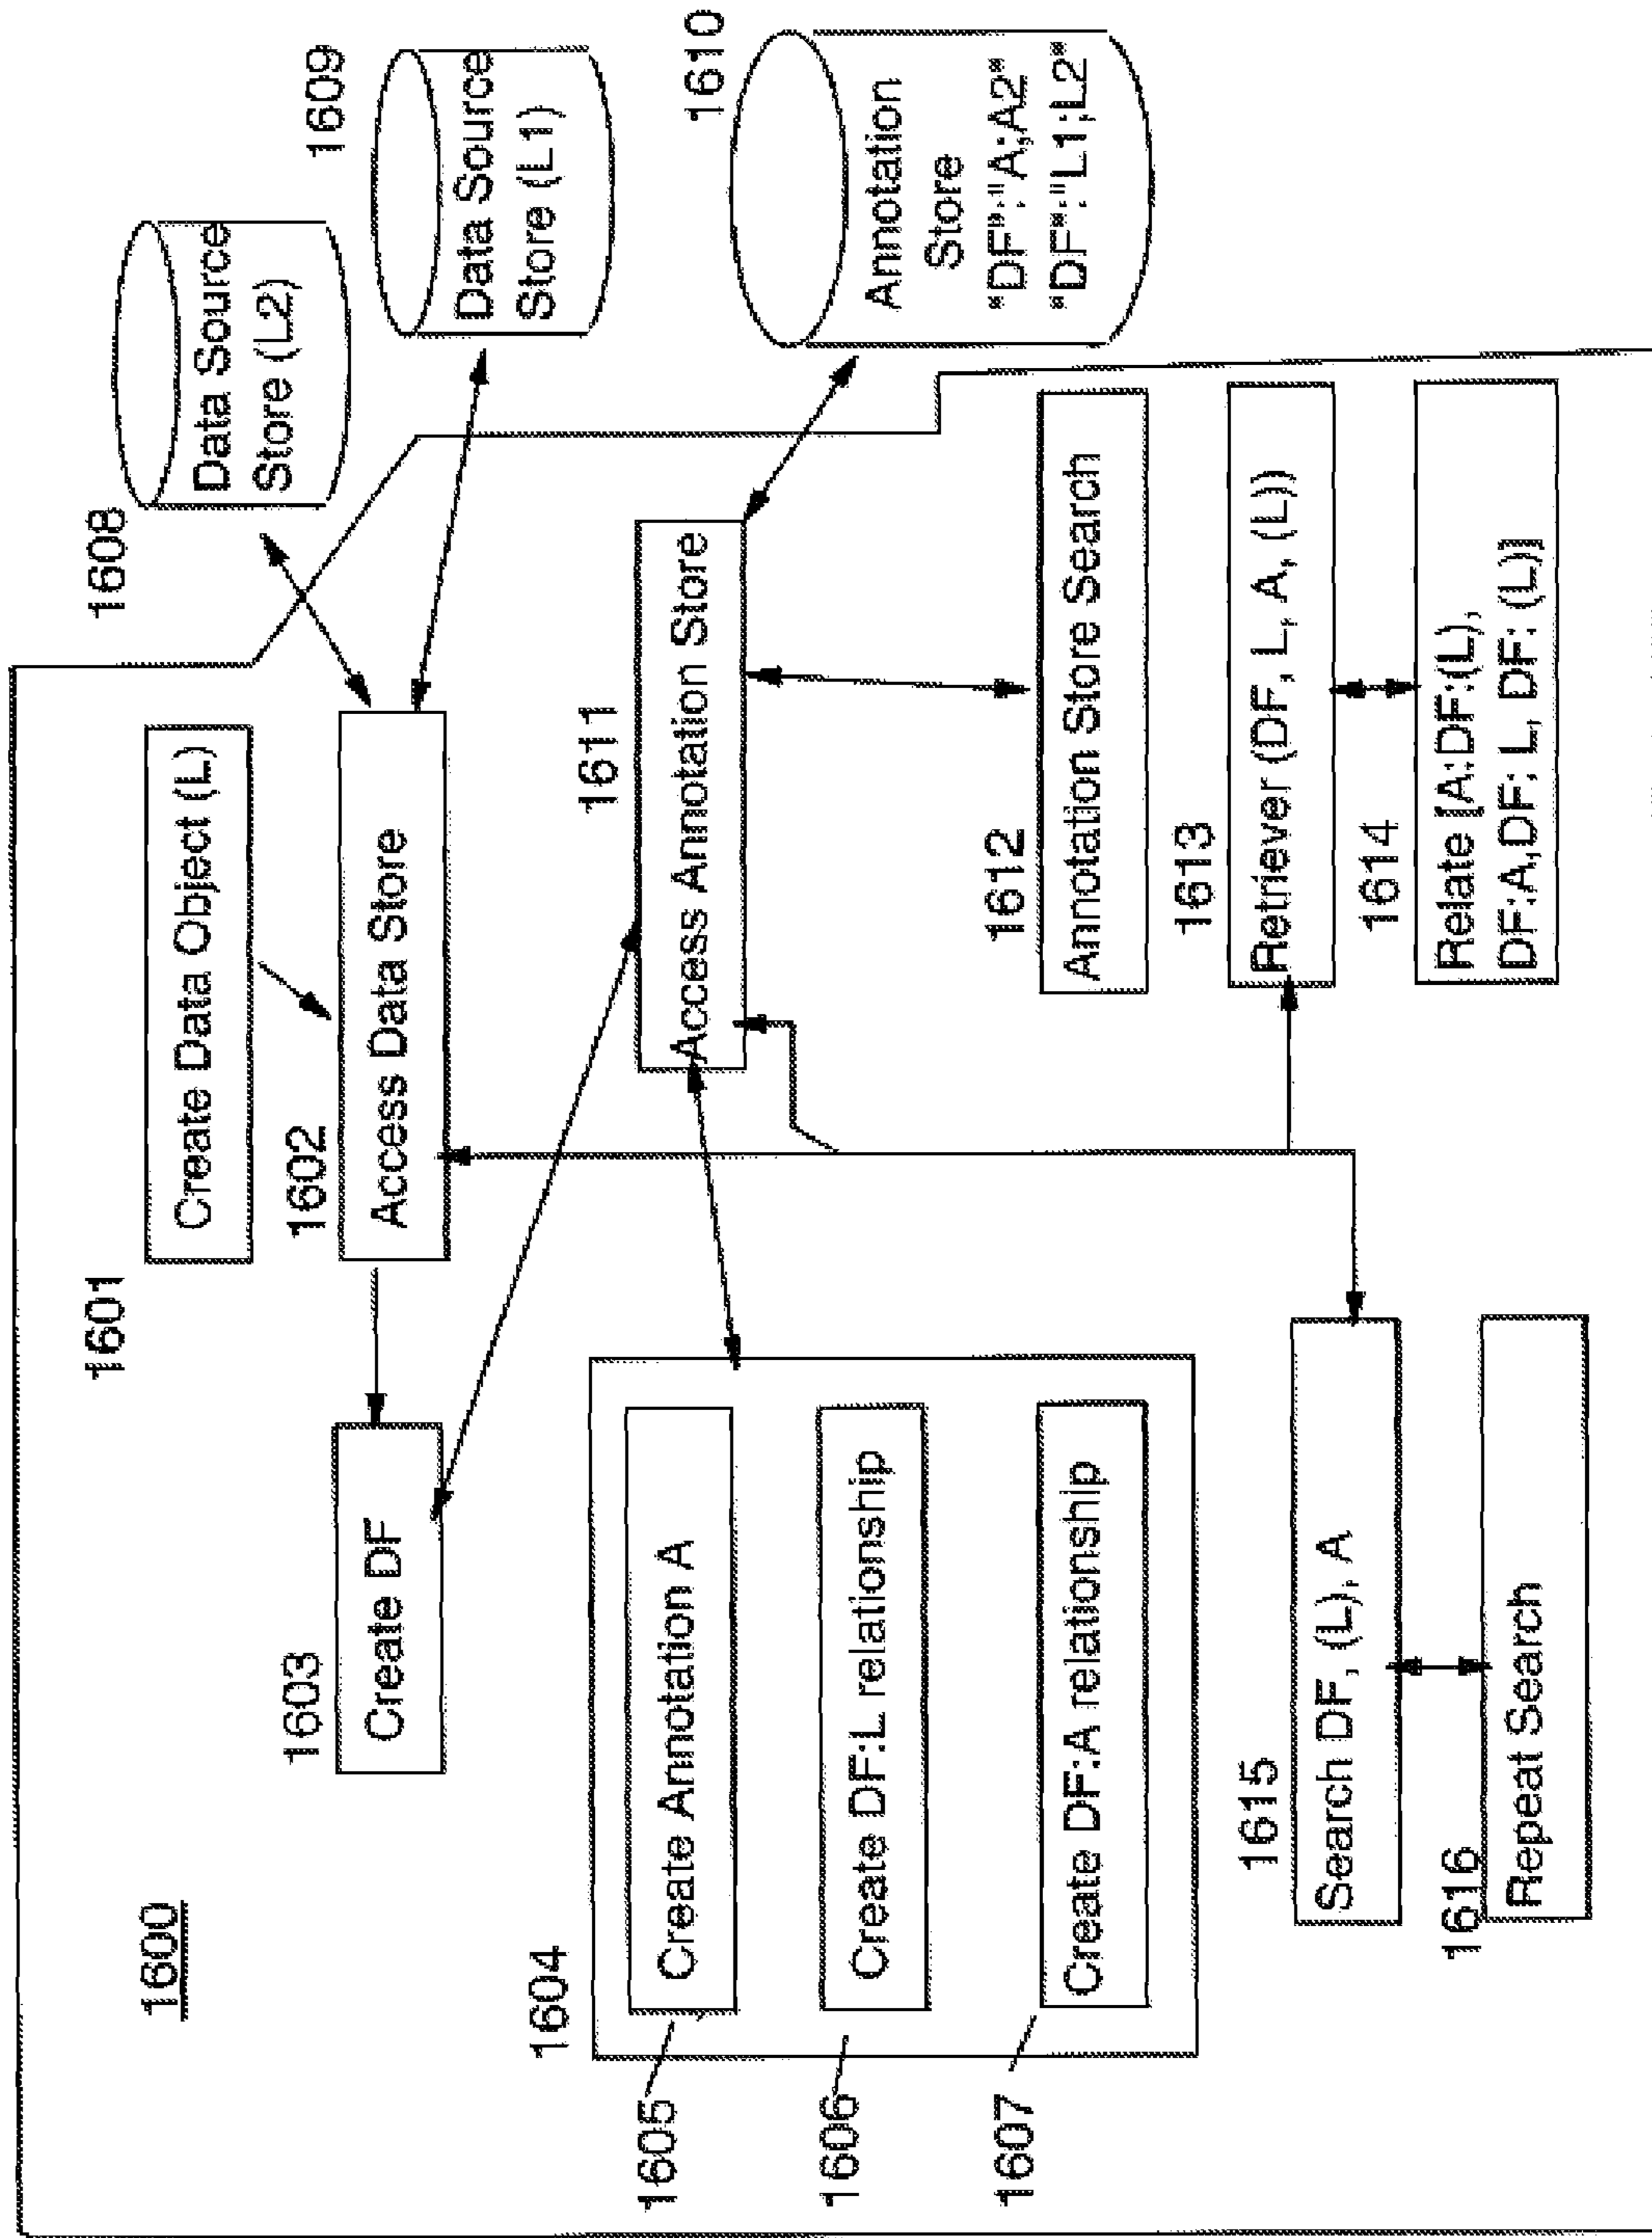 1600
1601
Create Data Object (L)
1608
Data Source
Store (L2)
1609
Data Source
Store (L1)
1602
Access Data Store
1603
Create DF
1610
Annotation
Store
"DF":"A;A2"
"DF":"L1;L2"
1611
Access Annotation Store
1604
1605
Create Annotation A
1606
Create DF:L relationship
1607
Create DF:A relationship
1612
Annotation Store Search
1613
Retriever (DF, L, A, (L))
1614
Relate [A:DF:(L),
DF:A,DF: L, DF: (L)]
1615
Search DF, (L), A
1616
Repeat Search